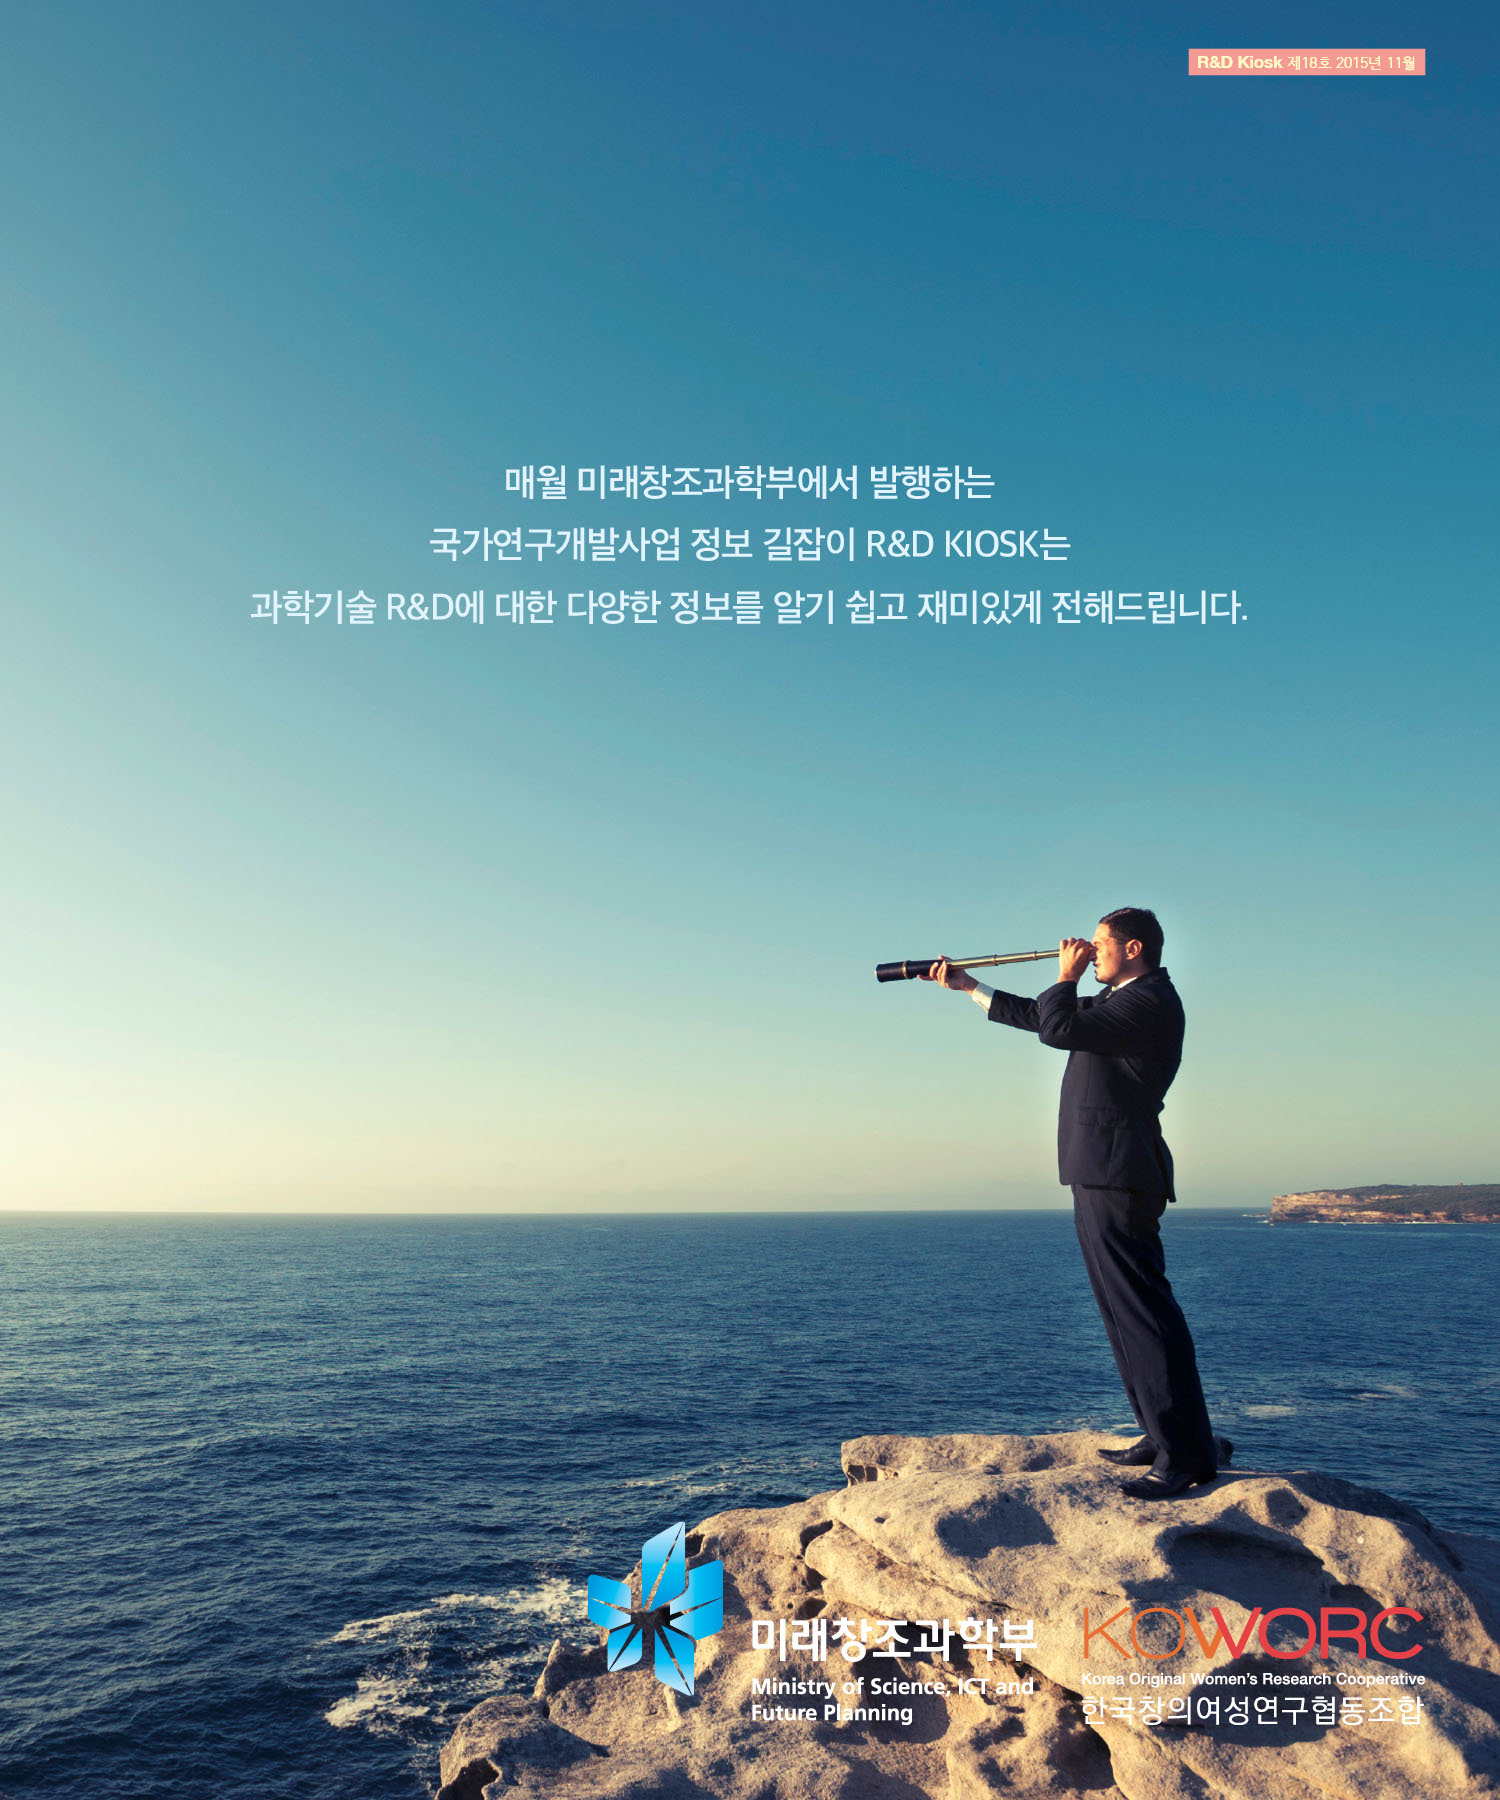 R&D Kiosk 제18호 2015년 11월
매월 미래창조과학부에서 발행하는
국가연구개발사업 정보 길잡이 R&D KIOSK는
과학기술 R&D에 대한 다양한 정보를 알기 쉽고 재미있게 전해드립니다.
미래창조과학부
Ministry of Science, ICT and
Future Planning
KOWORC
Korea Original Women's Research Cooperative
한국창의여성연구협동조합